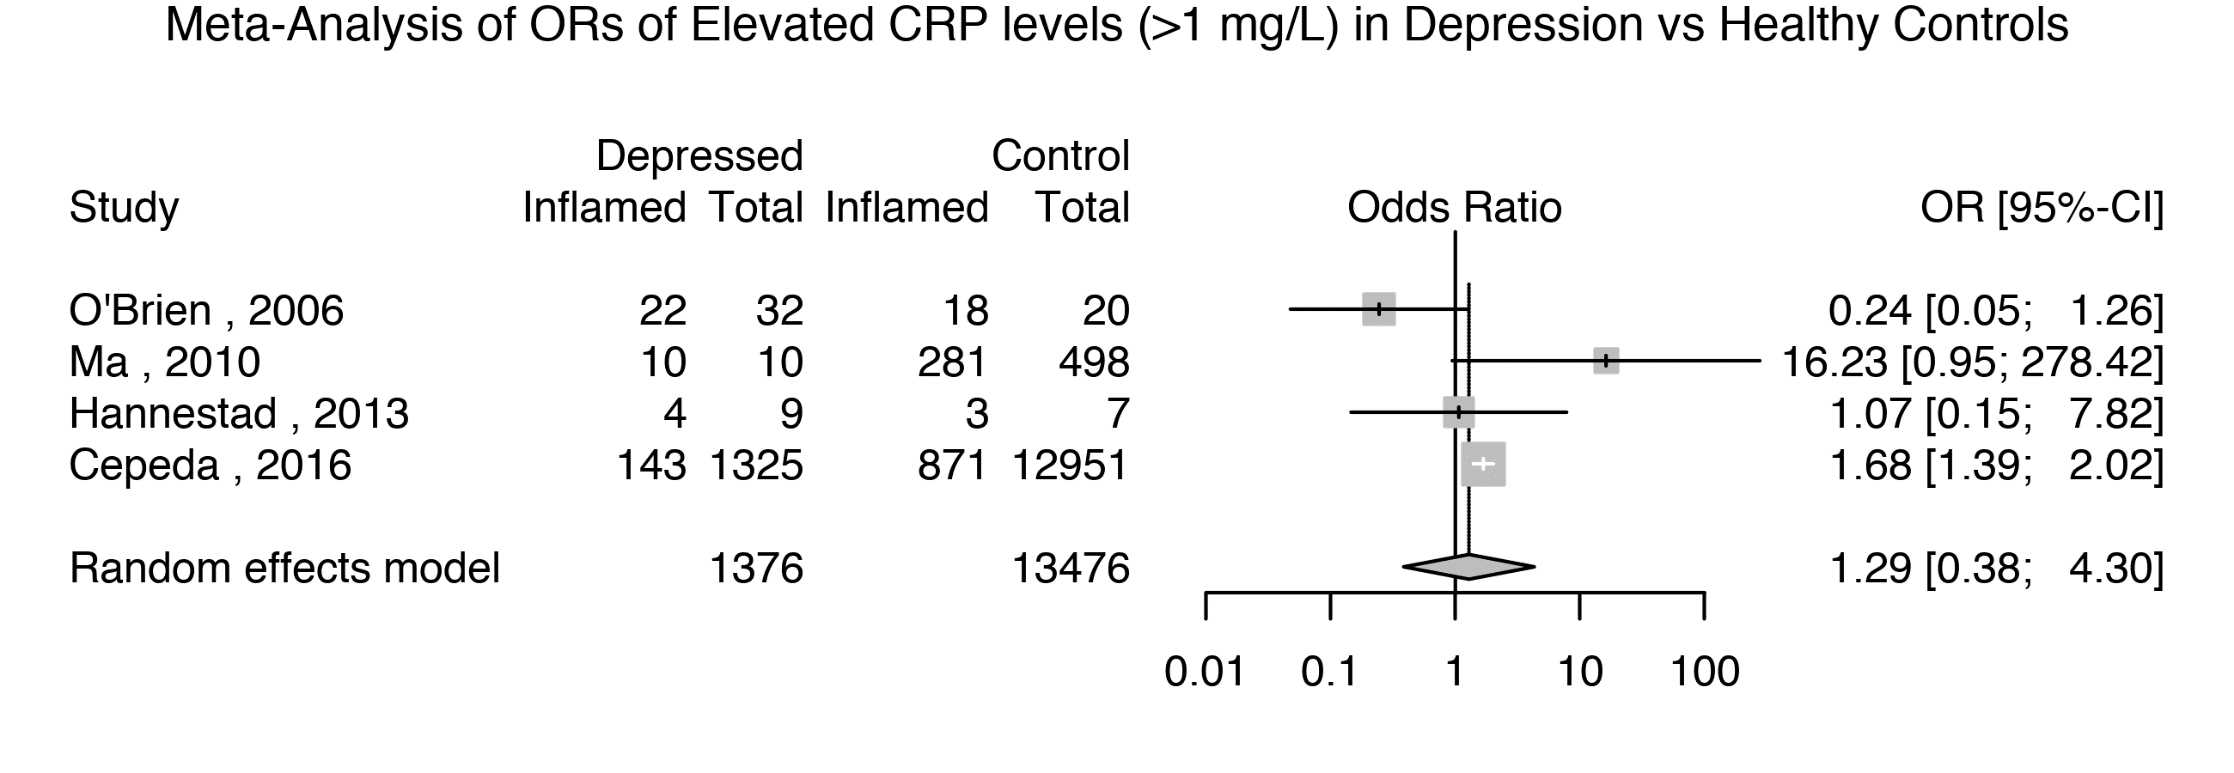 Meta-Analysis of ORs of Elevated CRP levels (>1 mg/L) in Depression vs Healthy Controls
Depressed Control
Study Inflamed Total Inflamed Total Odds Ratio OR [95%-CI]
O'Brien , 2006 22 32 18 20 0.24 [0.05; 1.26]
Ma , 2010 10 10 281 498 16.23 [0.95; 278.42]
Hannestad , 2013 4 9 3 7 1.07 [0.15; 7.82]
Cepeda , 2016 143 1325 871 12951 1.68 [1.39; 2.02]
Random effects model 1376 13476 1.29 [0.38; 4.30]
0.01 0.1 1 10 100